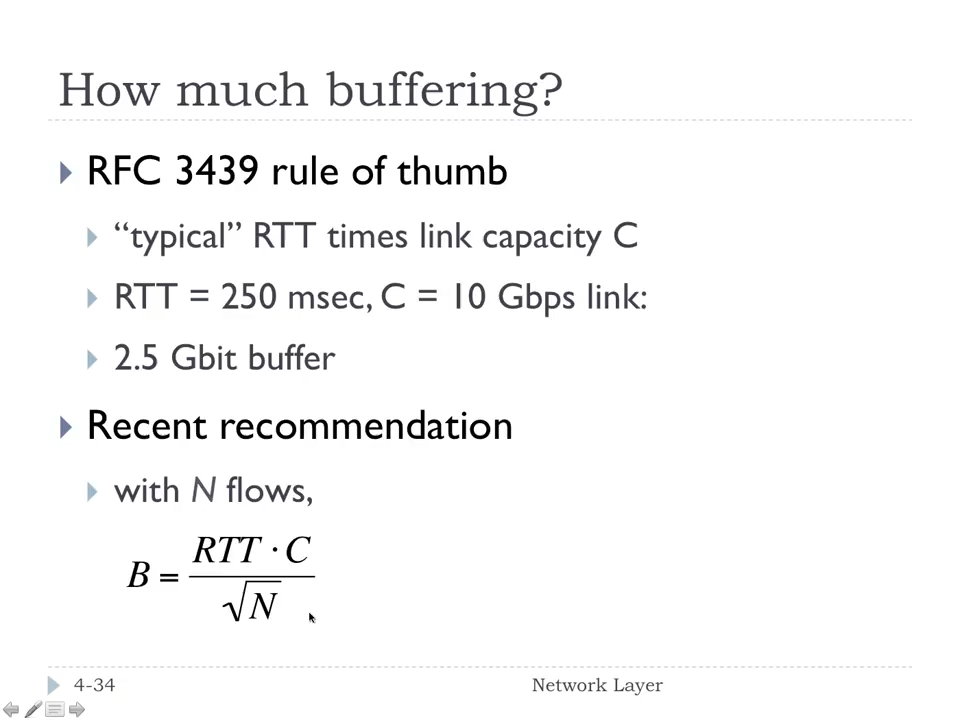 How much buffering?
RFC 3439 rule of thumb
“typical” RTT times link capacity C
RTT = 250 msec, C = 10 Gbps link:
2.5 Gbit buffer
Recent recommendation
with N flows,
B = RTT · C / √N
4-34 Network Layer